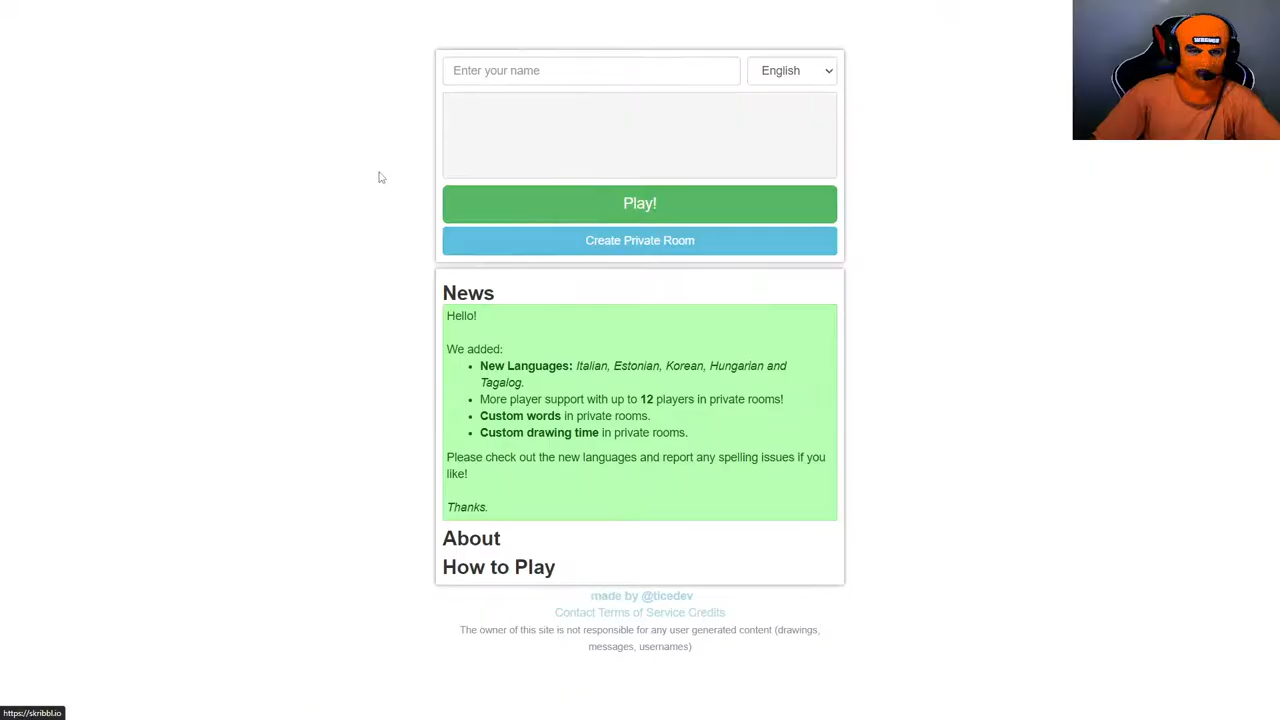 Enter your name
English
Play!
Create Private Room
News
Hello!
We added:
New Languages: Italian, Estonian, Korean, Hungarian and
Tagalog.
More player support with up to 12 players in private rooms!
Custom words in private rooms.
Custom drawing time in private rooms.
Please check out the new languages and report any spelling issues if you
like!
Thanks.
About
How to Play
made by @ticedev
Contact Terms of Service Credits
The owner of this site is not responsible for any user generated content (drawings,
messages, usernames)
https://skribbl.io